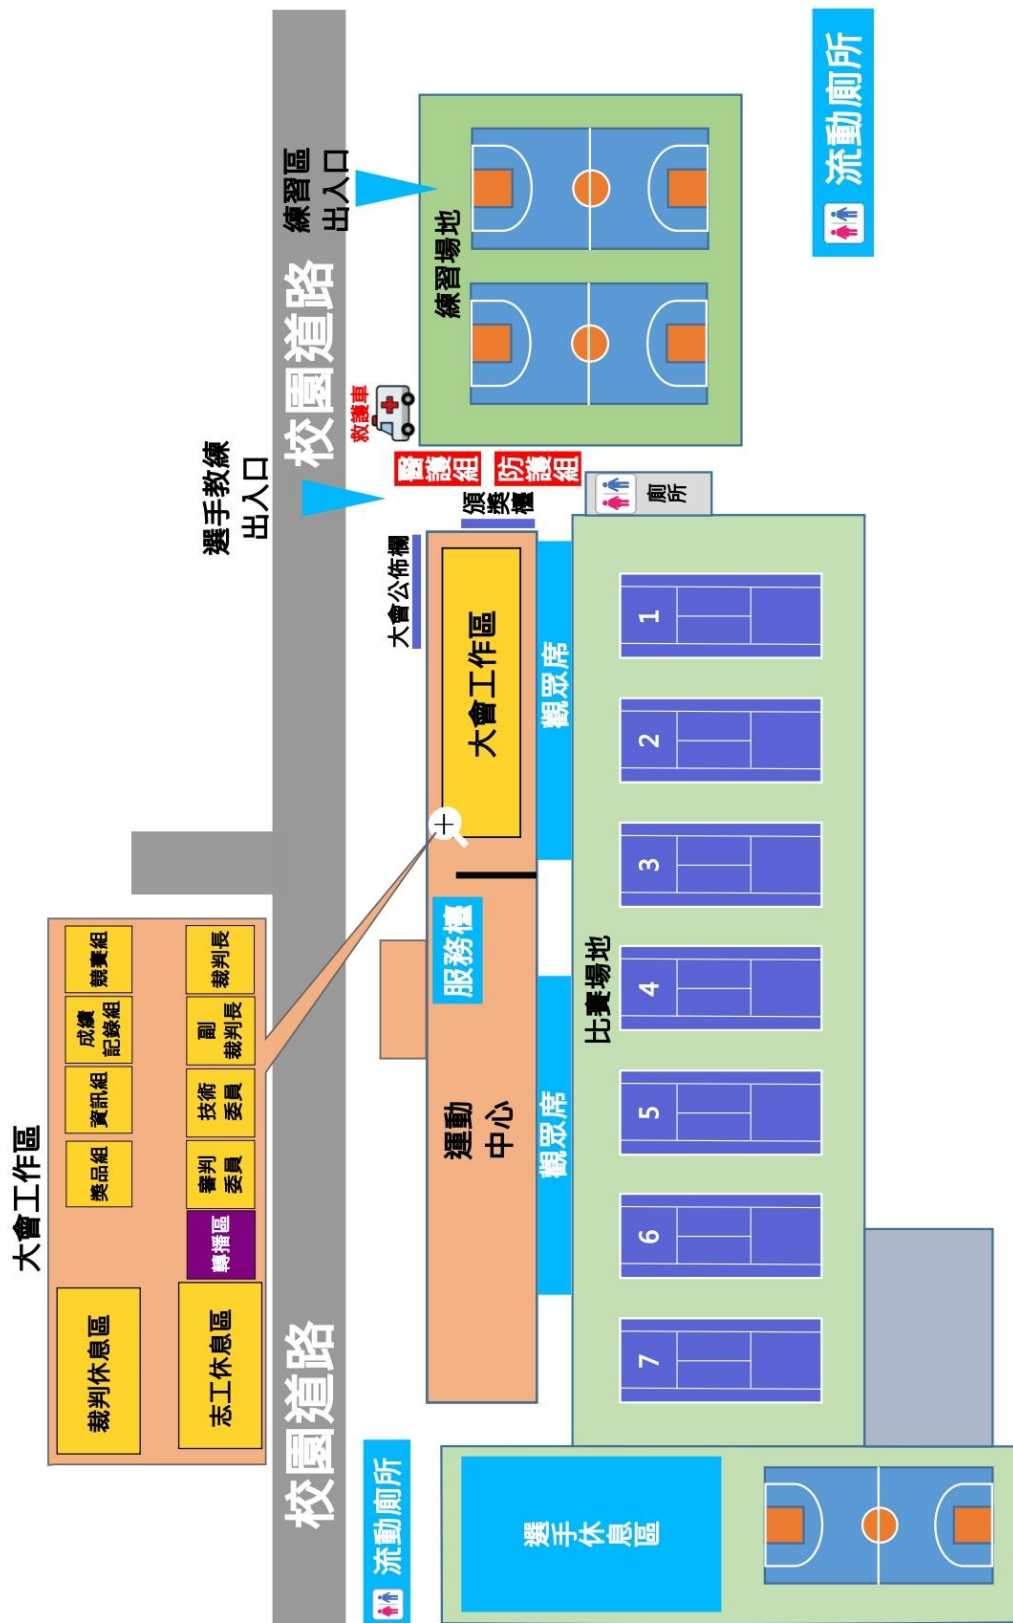 大會工作區
裁判休息區
獎品組
資訊組
成績
記錄組
競賽組
志工休息區
轉播區
審判
委員
技術
委員
副
裁判長
裁判長
校園道路
校園道路
選手教練
出入口
練習區
出入口
流動廁所
大會公佈欄
救護車
醫護組
防護組
頒獎檯
運動
中心
服務檯
大會工作區
練習場地
觀眾席
觀眾席
廁所
選手
休息區
比賽場地
7
6
5
4
3
2
1
流動廁所